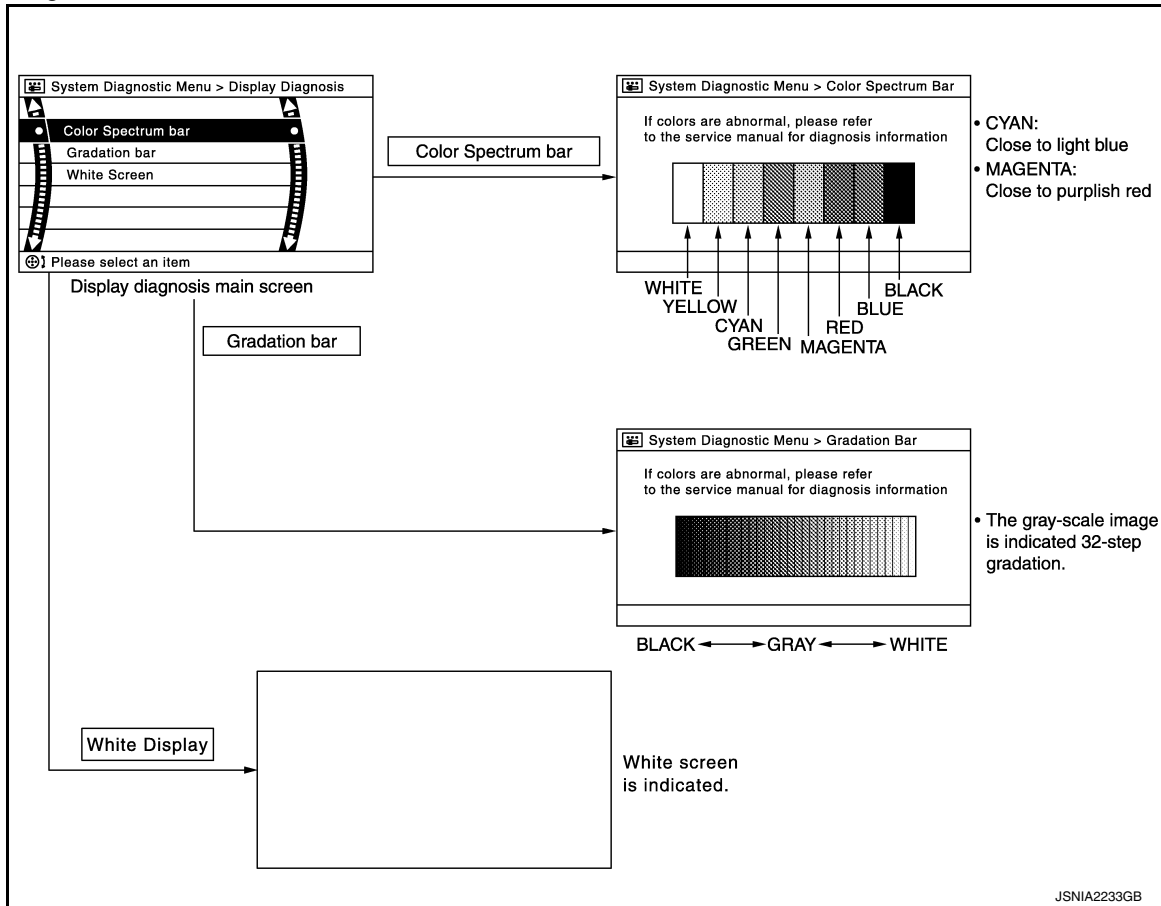 System Diagnostic Menu > Display Diagnosis
Color Spectrum bar
Gradation bar
White Screen
Please select an item
Display diagnosis main screen
Color Spectrum bar
System Diagnostic Menu > Color Spectrum Bar
If colors are abnormal, please refer
to the service manual for diagnosis information
WHITE
YELLOW
CYAN
GREEN
MAGENTA
RED
BLUE
BLACK
• CYAN:
Close to light blue
• MAGENTA:
Close to purplish red
Gradation bar
System Diagnostic Menu > Gradation Bar
If colors are abnormal, please refer
to the service manual for diagnosis information
BLACK GRAY WHITE
• The gray-scale image
is indicated 32-step
gradation.
White Display
White screen
is indicated.
JSNIA2233GB